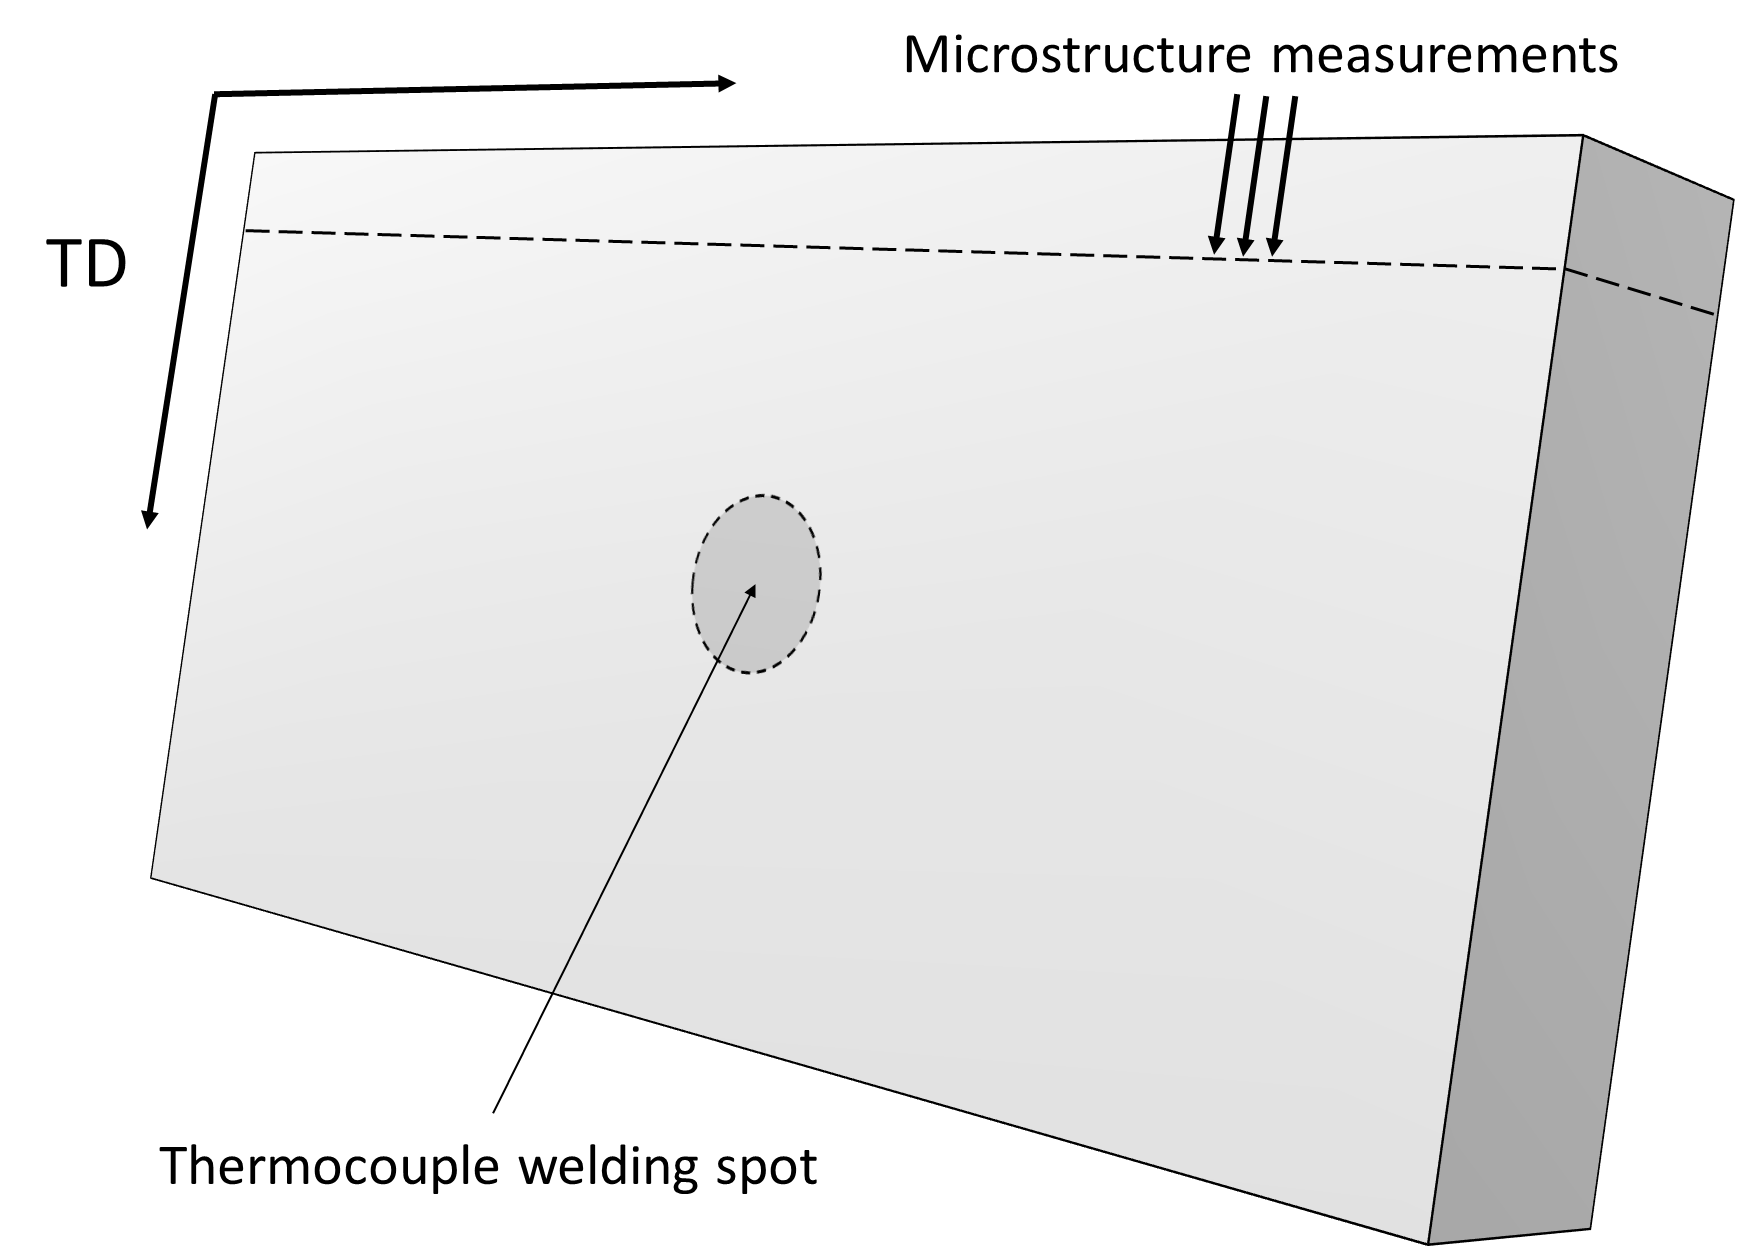 Microstructure measurements
TD
Thermocouple welding spot